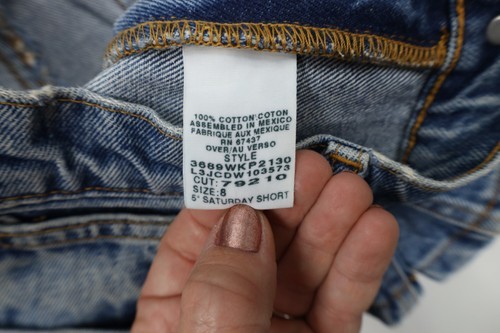 100% COTTON\COTON
ASSEMBLED IN MEXICO
FABRIQUE AUX MEXIQUE
RN 67437
OVER/AU VERSO
STYLE
3689WKP2130
L3JCDW103573
CUT: 79210
SIZE:8
5" SATURDAY SHORT